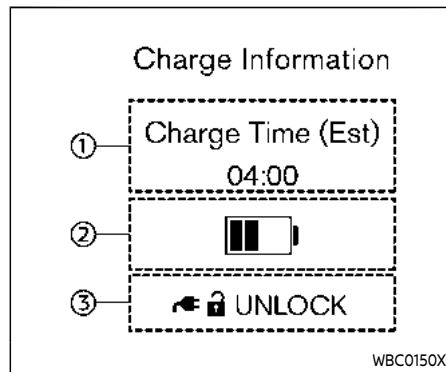 Charge Information
① Charge Time (Est)
04:00
②
③ UNLOCK
WBC0150X